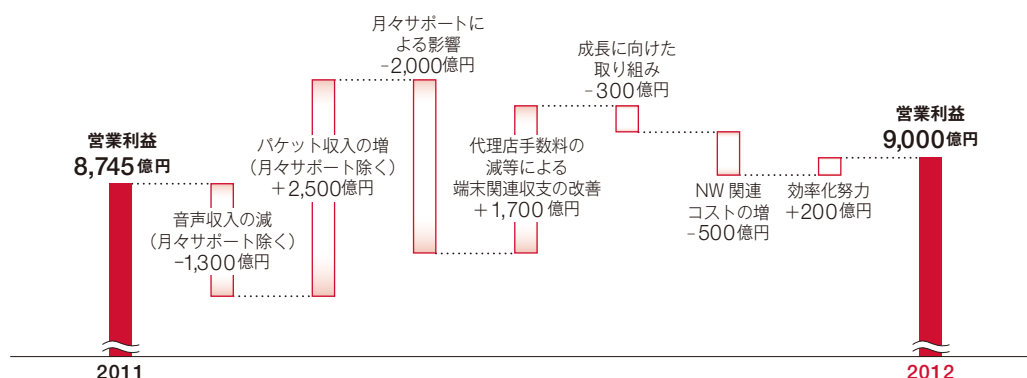 営業利益
8,745億円
音声収入の減
（月々サポート除く）
−1,300億円
パケット収入の増
（月々サポート除く）
＋2,500億円
月々サポートに
よる影響
−2,000億円
代理店手数料の
減等による
端末関連収支の改善
＋1,700億円
成長に向けた
取り組み
−300億円
NW関連
コストの増
−500億円
効率化努力
＋200億円
営業利益
9,000億円
2011
2012